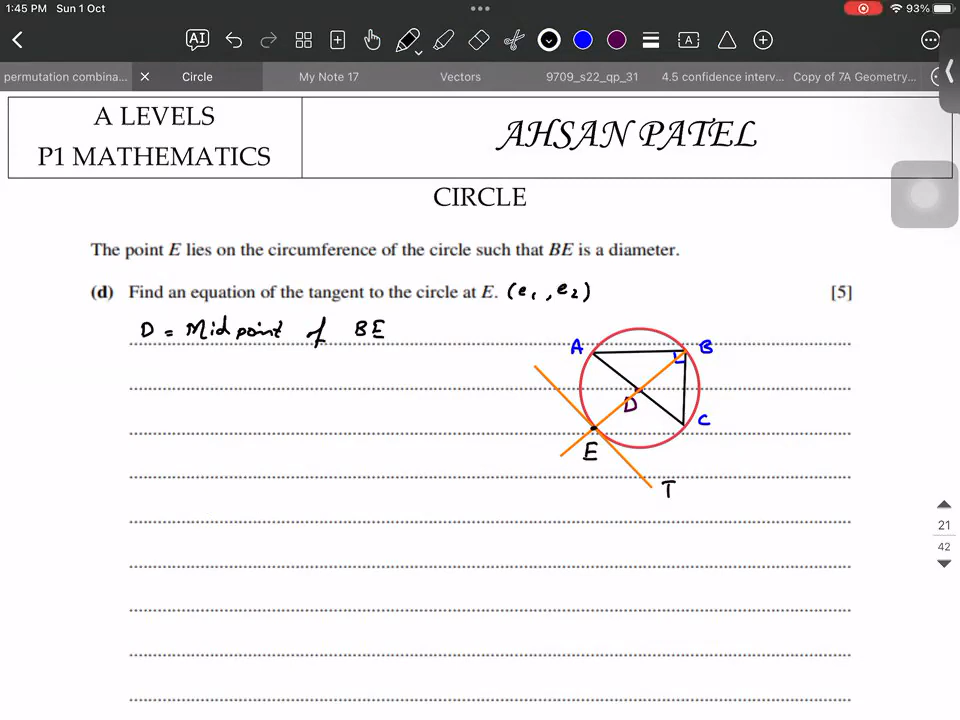 1:45 PM Sun 1 Oct
93%
AI
A
permutation combina...
Circle
My Note 17
Vectors
9709_s22_qp_31
4.5 confidence interv...
Copy of 7A Geometry...
A LEVELS
P1 MATHEMATICS
AHSAN PATEL
CIRCLE
The point E lies on the circumference of the circle such that BE is a diameter.
(d) Find an equation of the tangent to the circle at E. (e₁, e₂) [5]
D = Midpoint of BE
A
B
D
C
E
T
21
42